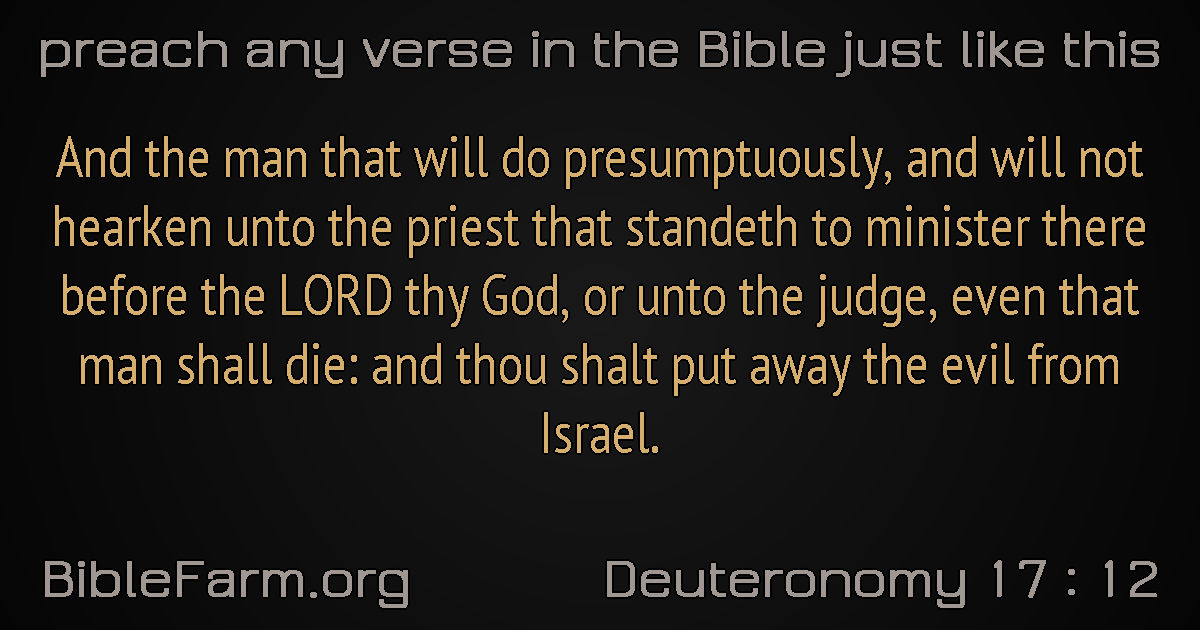 preach any verse in the Bible just like this
And the man that will do presumptuously, and will not
hearken unto the priest that standeth to minister there
before the LORD thy God, or unto the judge, even that
man shall die: and thou shalt put away the evil from
Israel.
BibleFarm.org
Deuteronomy 17 : 12